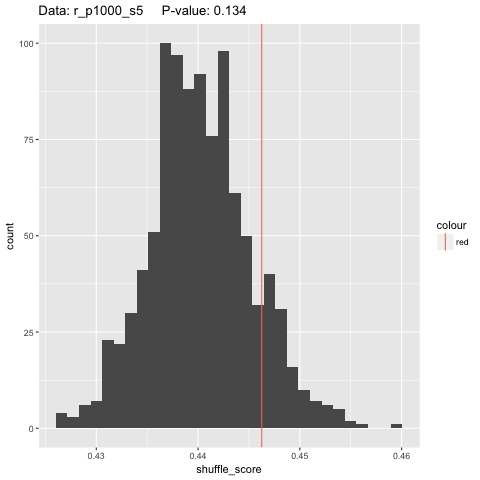 Data: r_p1000_s5 P-value: 0.134
100
75
50
25
0
count
0.43 0.44 0.45 0.46
shuffle_score
colour
red